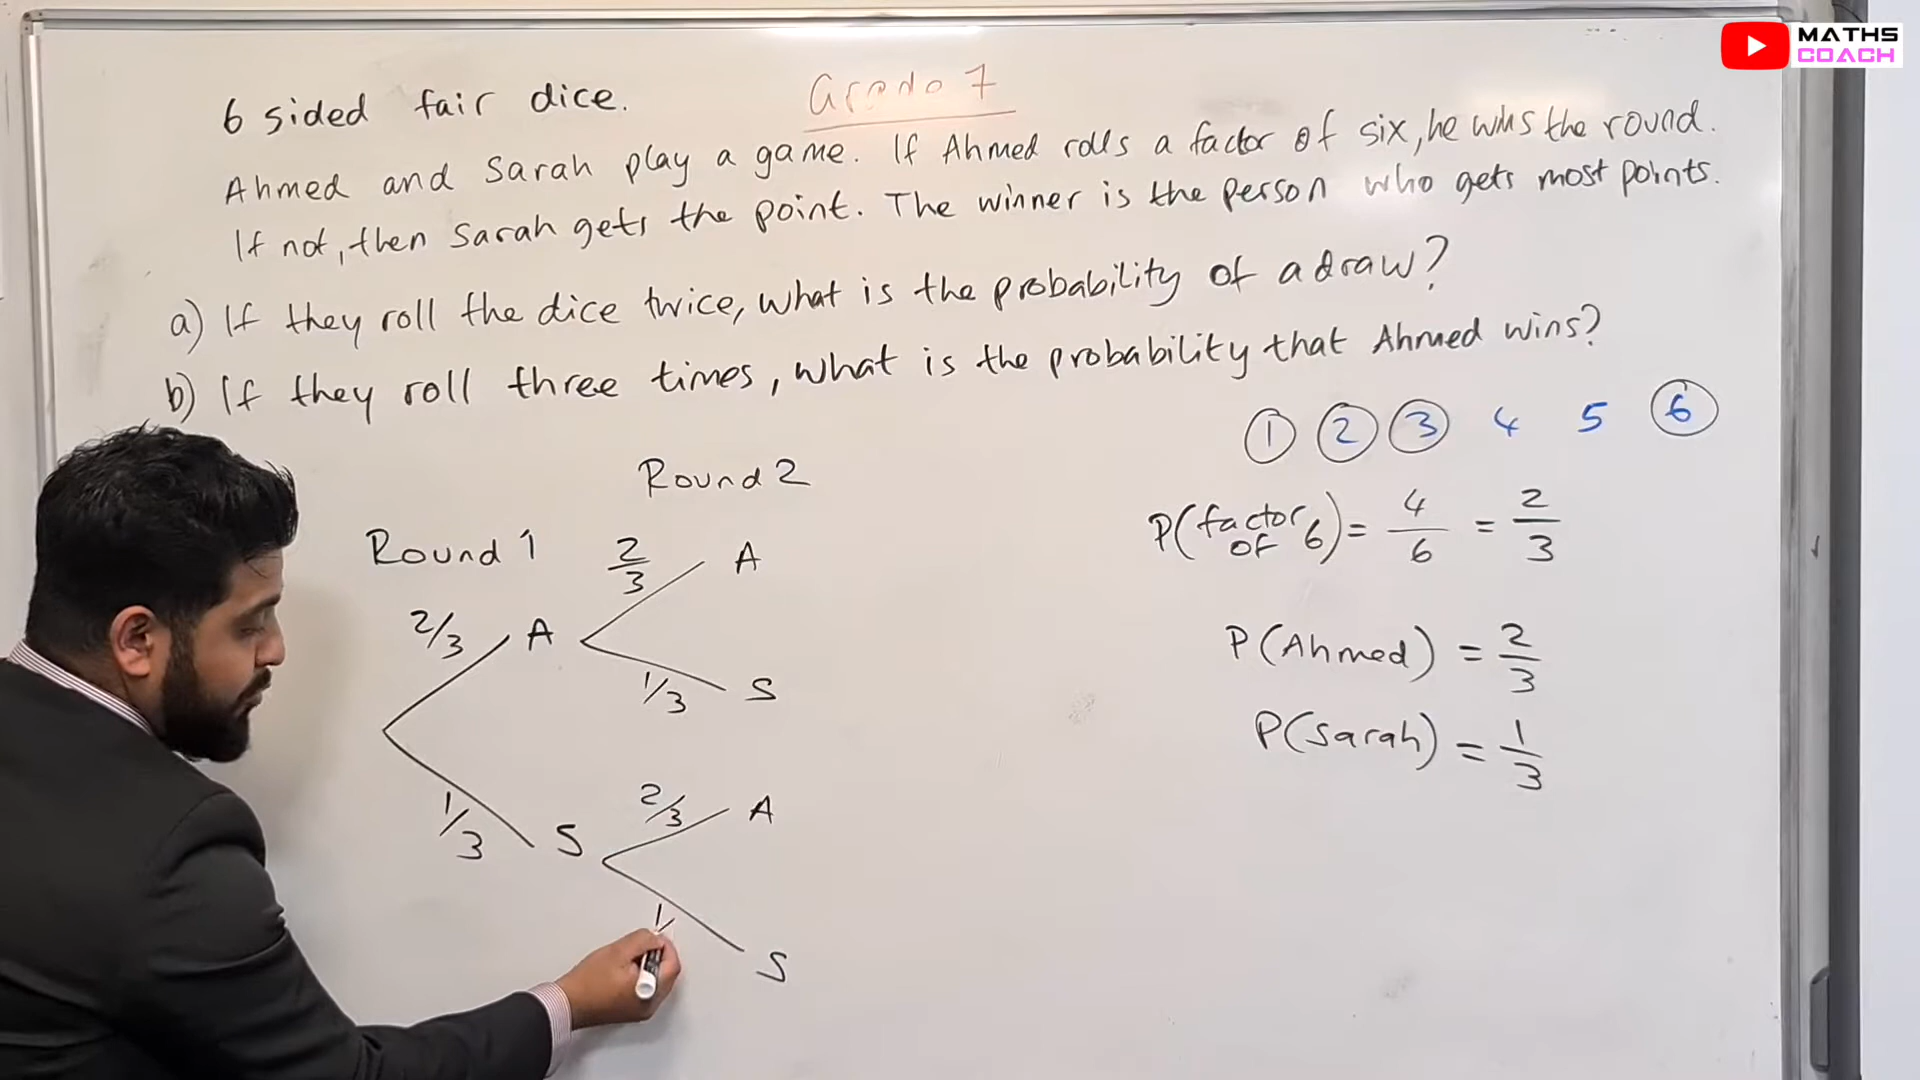 MATHS
COACH
Grade 7
6 sided fair dice.
Ahmed and Sarah play a game. If Ahmed rolls a factor of six, he wins the round.
If not, then Sarah gets the point. The winner is the person who gets most points.
a) If they roll the dice twice, what is the probability of a draw?
b) If they roll three times, what is the probability that Ahmed wins?
1 2 3 4 5 6
Round 1
Round 2
2/3 A
2/3 A
1/3 S
1/3 S
2/3 A
1/ S
P(factor of 6) = 4/6 = 2/3
P(Ahmed) = 2/3
P(Sarah) = 1/3